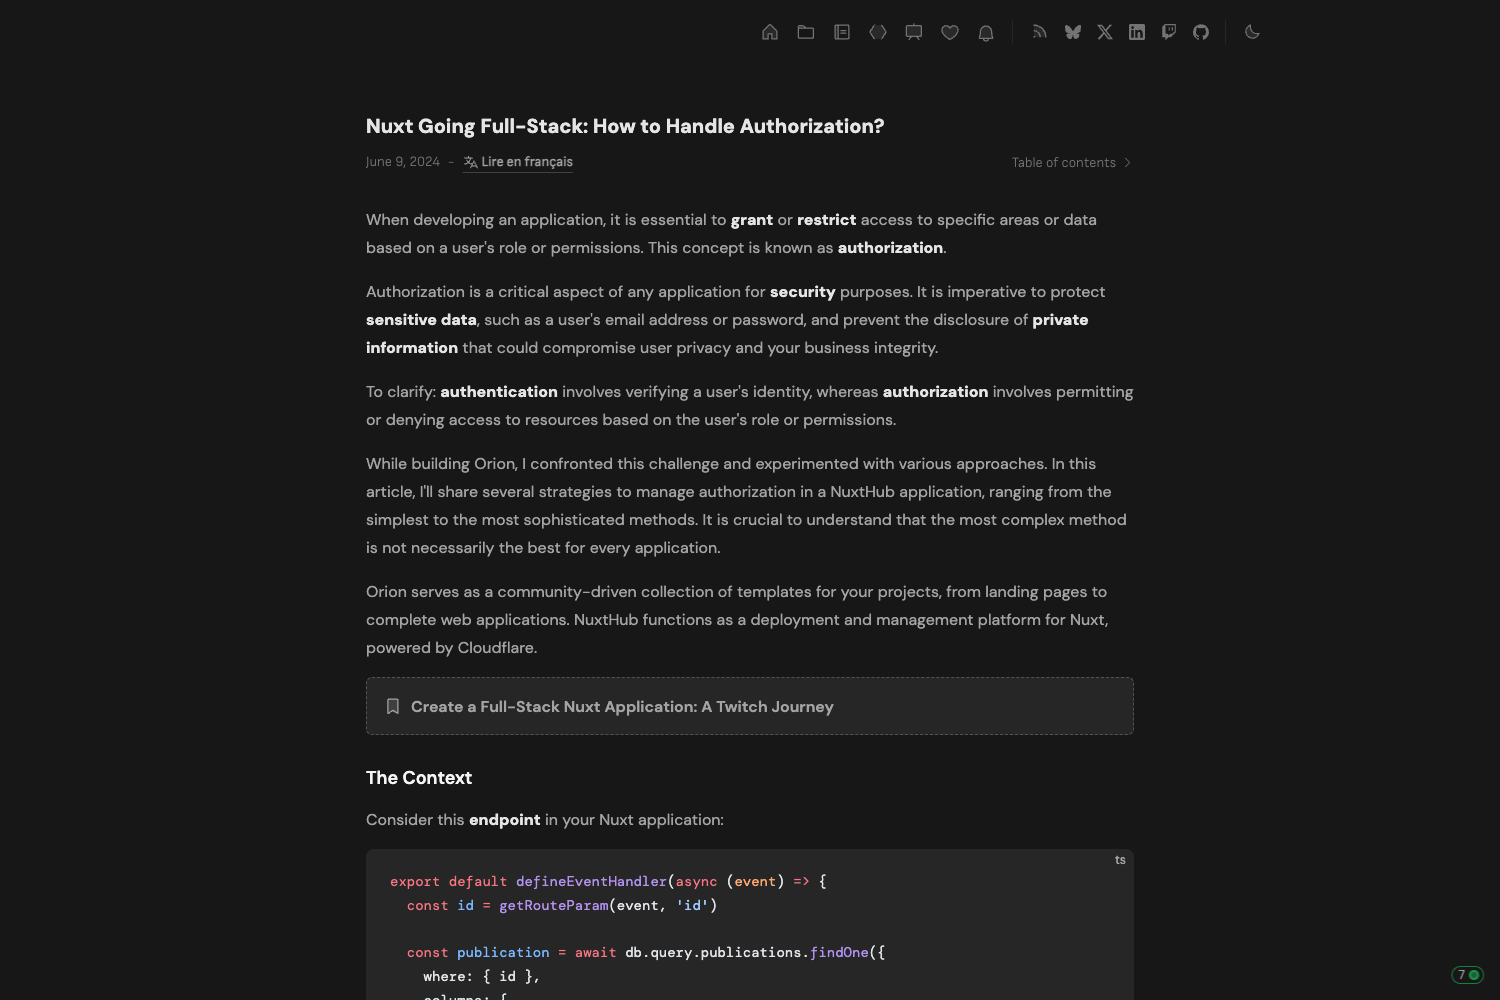 Nuxt Going Full-Stack: How to Handle Authorization?
June 9, 2024 - Lire en français
Table of contents
When developing an application, it is essential to grant or restrict access to specific areas or data
based on a user's role or permissions. This concept is known as authorization.
Authorization is a critical aspect of any application for security purposes. It is imperative to protect
sensitive data, such as a user's email address or password, and prevent the disclosure of private
information that could compromise user privacy and your business integrity.
To clarify: authentication involves verifying a user's identity, whereas authorization involves permitting
or denying access to resources based on the user's role or permissions.
While building Orion, I confronted this challenge and experimented with various approaches. In this
article, I'll share several strategies to manage authorization in a NuxtHub application, ranging from the
simplest to the most sophisticated methods. It is crucial to understand that the most complex method
is not necessarily the best for every application.
Orion serves as a community-driven collection of templates for your projects, from landing pages to
complete web applications. NuxtHub functions as a deployment and management platform for Nuxt,
powered by Cloudflare.
Create a Full-Stack Nuxt Application: A Twitch Journey
The Context
Consider this endpoint in your Nuxt application:
ts
export default defineEventHandler(async (event) => {
  const id = getRouteParam(event, 'id')
  const publication = await db.query.publications.findOne({
    where: { id },
    columns: {
7